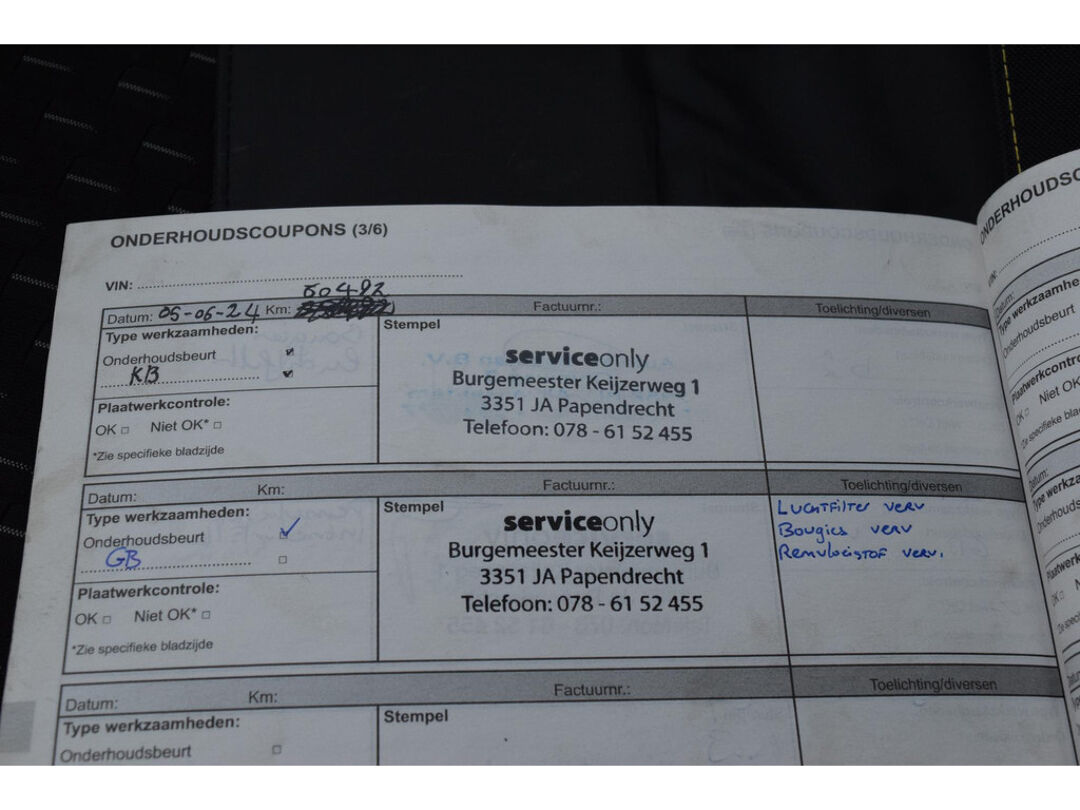 ONDERHOUDSCOUPONS (3/6)
VIN:
60492
Datum: 05-06-24 Km:
Factuurnr.:
Toelichting/diversen
Type werkzaamheden:
Onderhoudsbeurt
KB
Plaatwerkcontrole:
OK Niet OK*
*Zie specifieke bladzijde
Stempel
serviceonly
Burgemeester Keijzerweg 1
3351 JA Papendrecht
Telefoon: 078 - 61 52 455
Datum: Km:
Factuurnr.:
Toelichting/diversen
Type werkzaamheden:
Onderhoudsbeurt
GB
Plaatwerkcontrole:
OK Niet OK*
*Zie specifieke bladzijde
Stempel
serviceonly
Burgemeester Keijzerweg 1
3351 JA Papendrecht
Telefoon: 078 - 61 52 455
Luchtfilter verv
Bougies verv
Remvloeistof verv.
Datum: Km:
Factuurnr.:
Toelichting/diversen
Type werkzaamheden:
Onderhoudsbeurt
Stempel